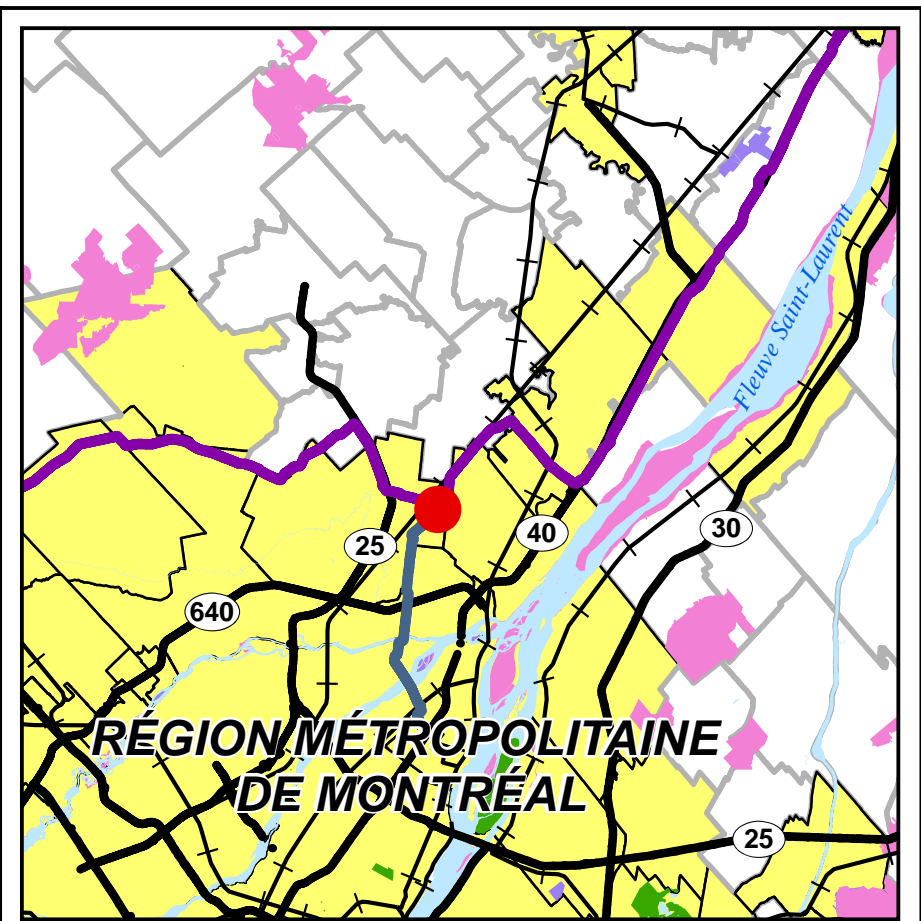 Fleuve Saint-Laurent
25
40
30
640
RÉGION MÉTROPOLITAINE
DE MONTRÉAL
25